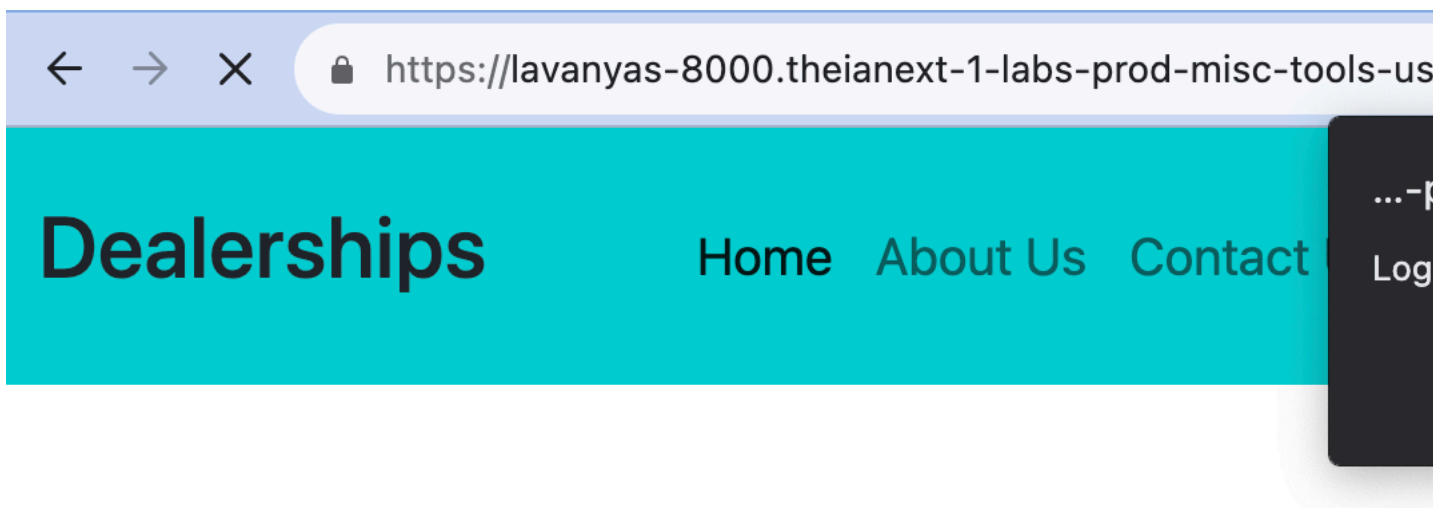 https://lavanyas-8000.theianext-1-labs-prod-misc-tools-us
Dealerships
Home About Us Contact
...-p
Log